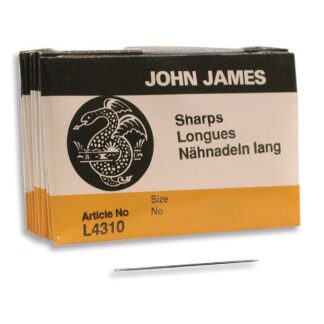 JOHN JAMES
Sharps
Longues
Nähnadeln lang
Size
No
Article No
L4310